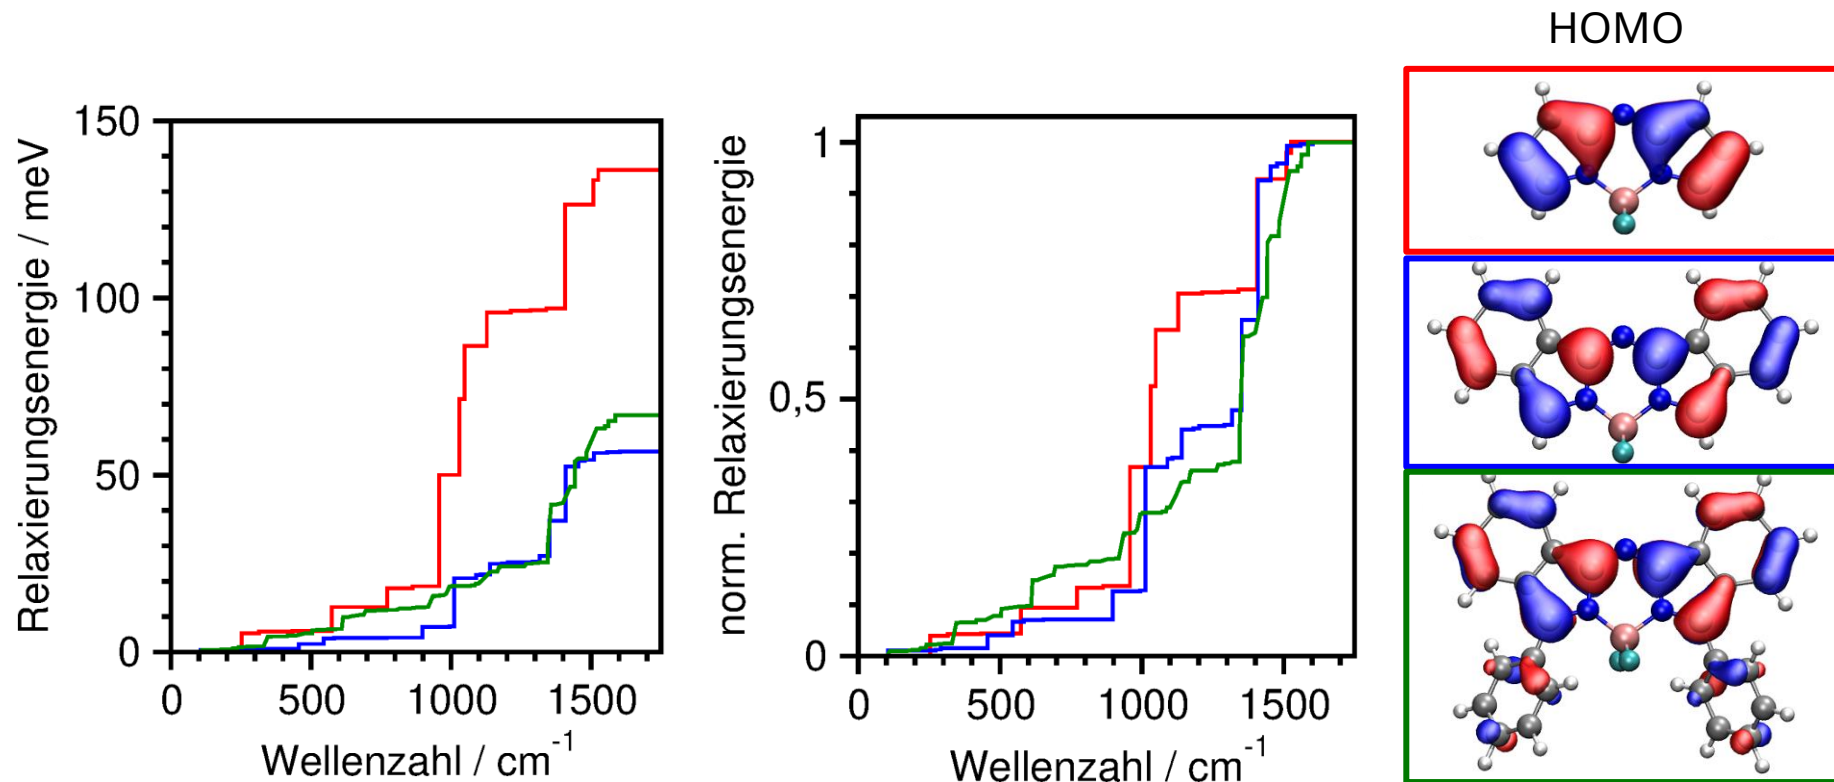 HOMO
Relaxierungsenergie / meV
150
100
50
0
0 500 1000 1500
Wellenzahl / cm⁻¹
norm. Relaxierungsenergie
1
0,5
0
0 500 1000 1500
Wellenzahl / cm⁻¹